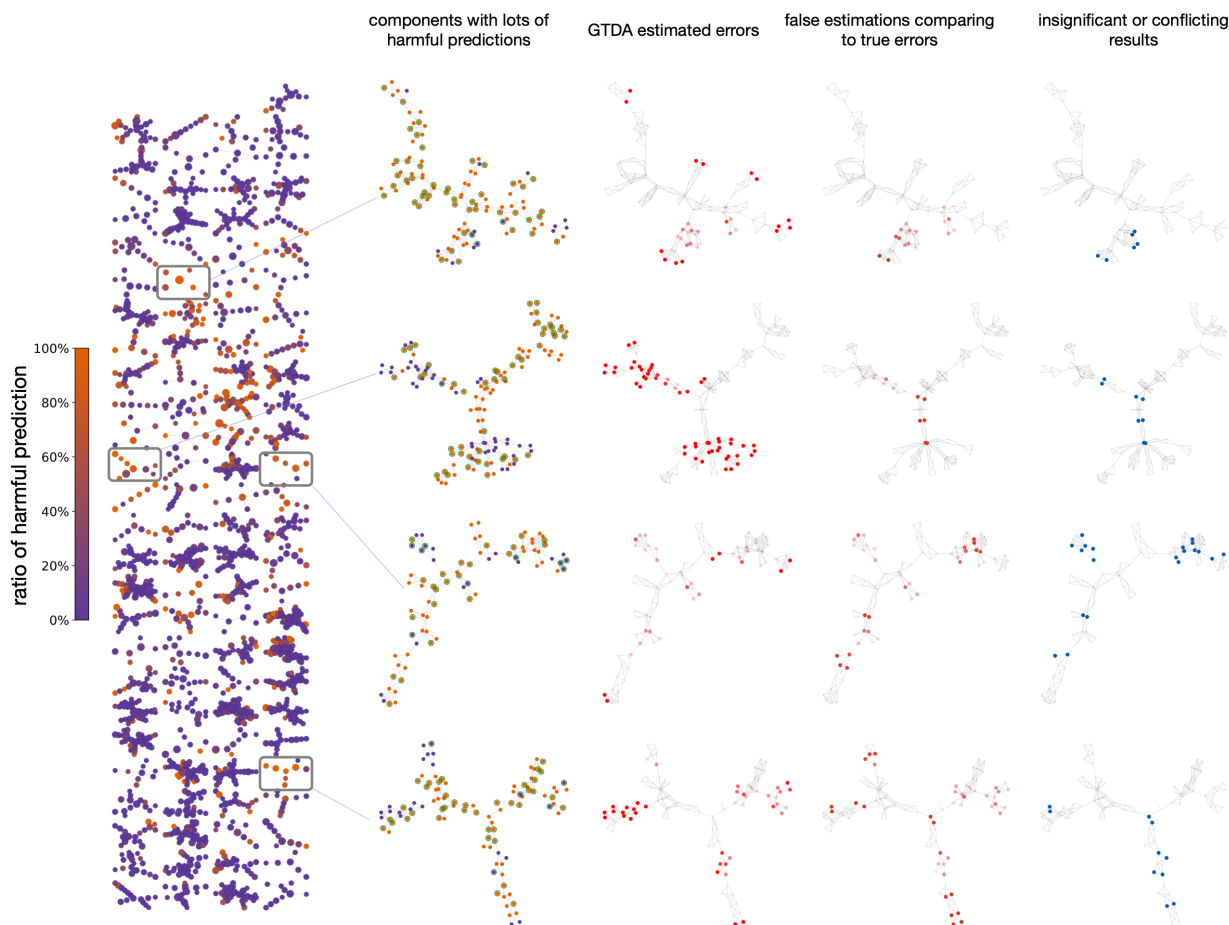 components with lots of
harmful predictions
GTDA estimated errors
false estimations comparing
to true errors
insignificant or conflicting
results
ratio of harmful prediction
100%
80%
60%
40%
20%
0%